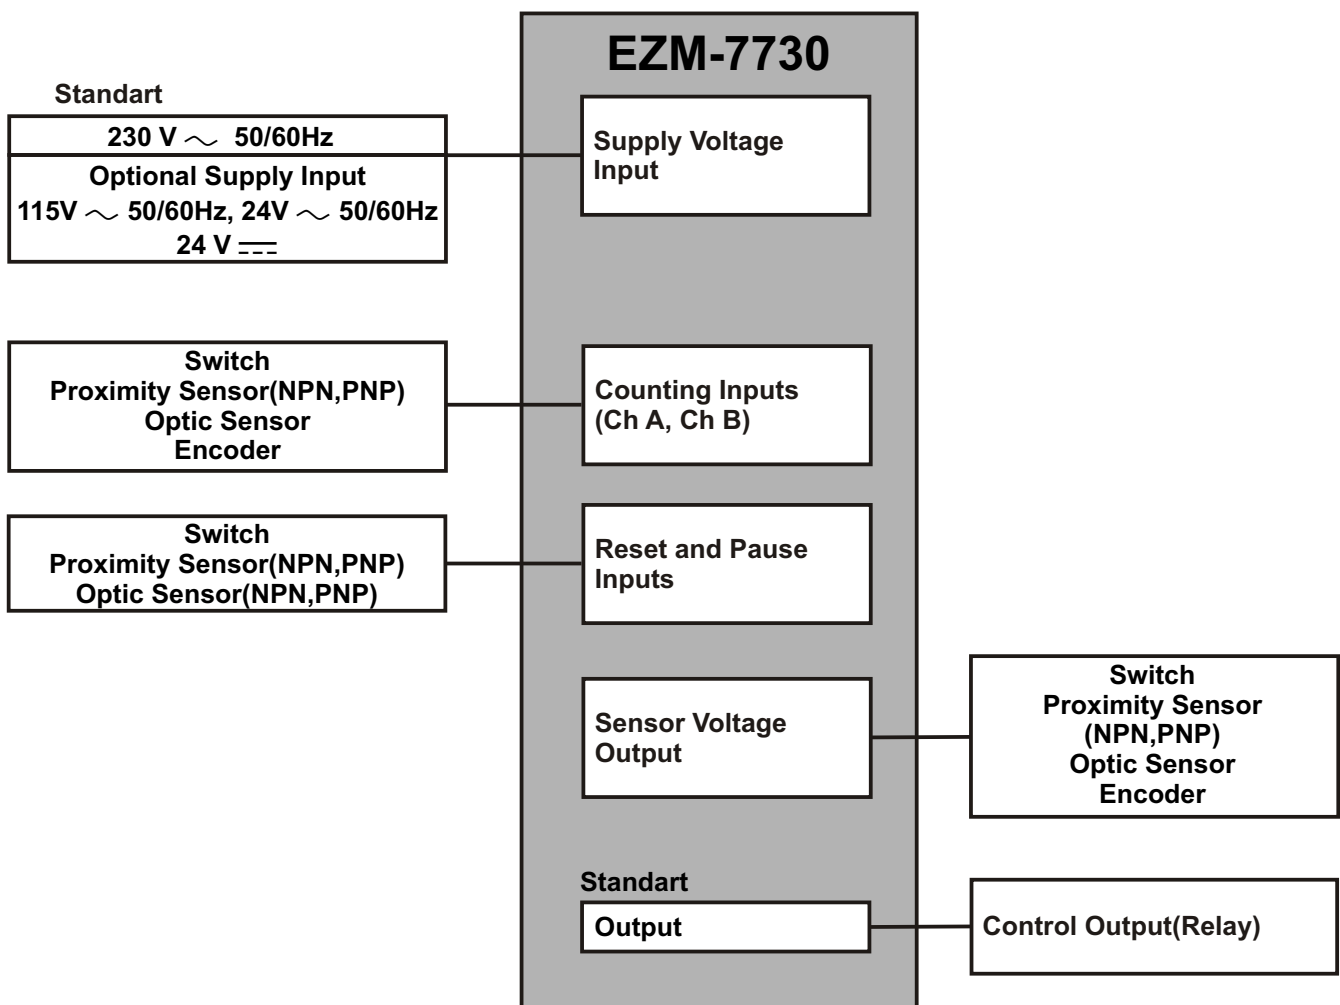 EZM-7730
Standart
230 V ~ 50/60Hz
Optional Supply Input
115V ~ 50/60Hz, 24V ~ 50/60Hz
24 V ⎓
Supply Voltage
Input
Switch
Proximity Sensor(NPN,PNP)
Optic Sensor
Encoder
Counting Inputs
(Ch A, Ch B)
Switch
Proximity Sensor(NPN,PNP)
Optic Sensor(NPN,PNP)
Reset and Pause
Inputs
Sensor Voltage
Output
Switch
Proximity Sensor
(NPN,PNP)
Optic Sensor
Encoder
Standart
Output
Control Output(Relay)